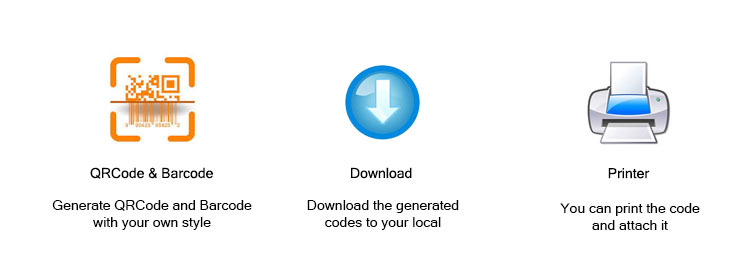 QRCode & Barcode
Generate QRCode and Barcode
with your own style
Download
Download the generated
codes to your local
Printer
You can print the code
and attach it